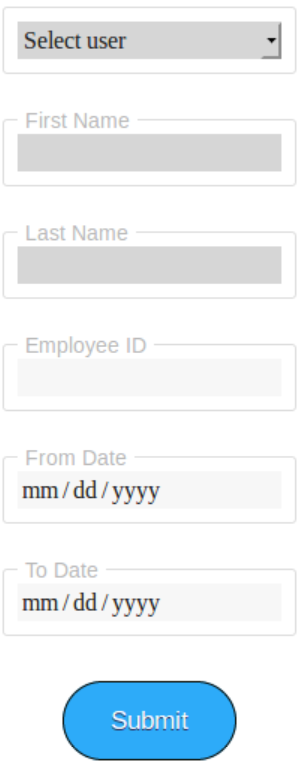 Select user
First Name
Last Name
Employee ID
From Date
mm/dd/yyyy
To Date
mm/dd/yyyy
Submit